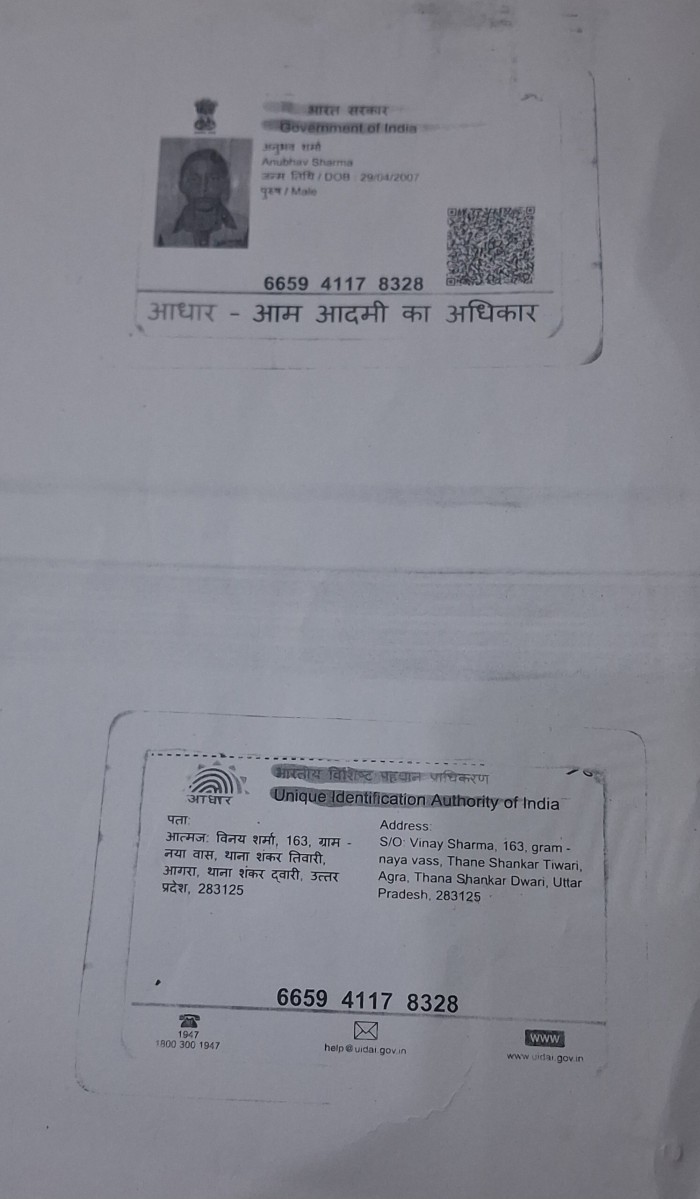 भारत सरकार
Government of India
अनुभव शर्मा
Anubhav Sharma
जन्म तिथि / DOB : 29/04/2007
पुरुष / Male
6659 4117 8328
आधार - आम आदमी का अधिकार
भारतीय विशिष्ट पहचान प्राधिकरण
Unique Identification Authority of India
आधार
पता:
आत्मज: विनय शर्मा, 163, ग्राम -
नया वास, थाना शंकर तिवारी,
आगरा, थाना शंकर द्वारी, उत्तर
प्रदेश, 283125
Address:
S/O: Vinay Sharma, 163, gram -
naya vass, Thane Shankar Tiwari,
Agra, Thana Shankar Dwari, Uttar
Pradesh, 283125
6659 4117 8328
1947
1800 300 1947
help@uidai.gov.in
www
www.uidai.gov.in